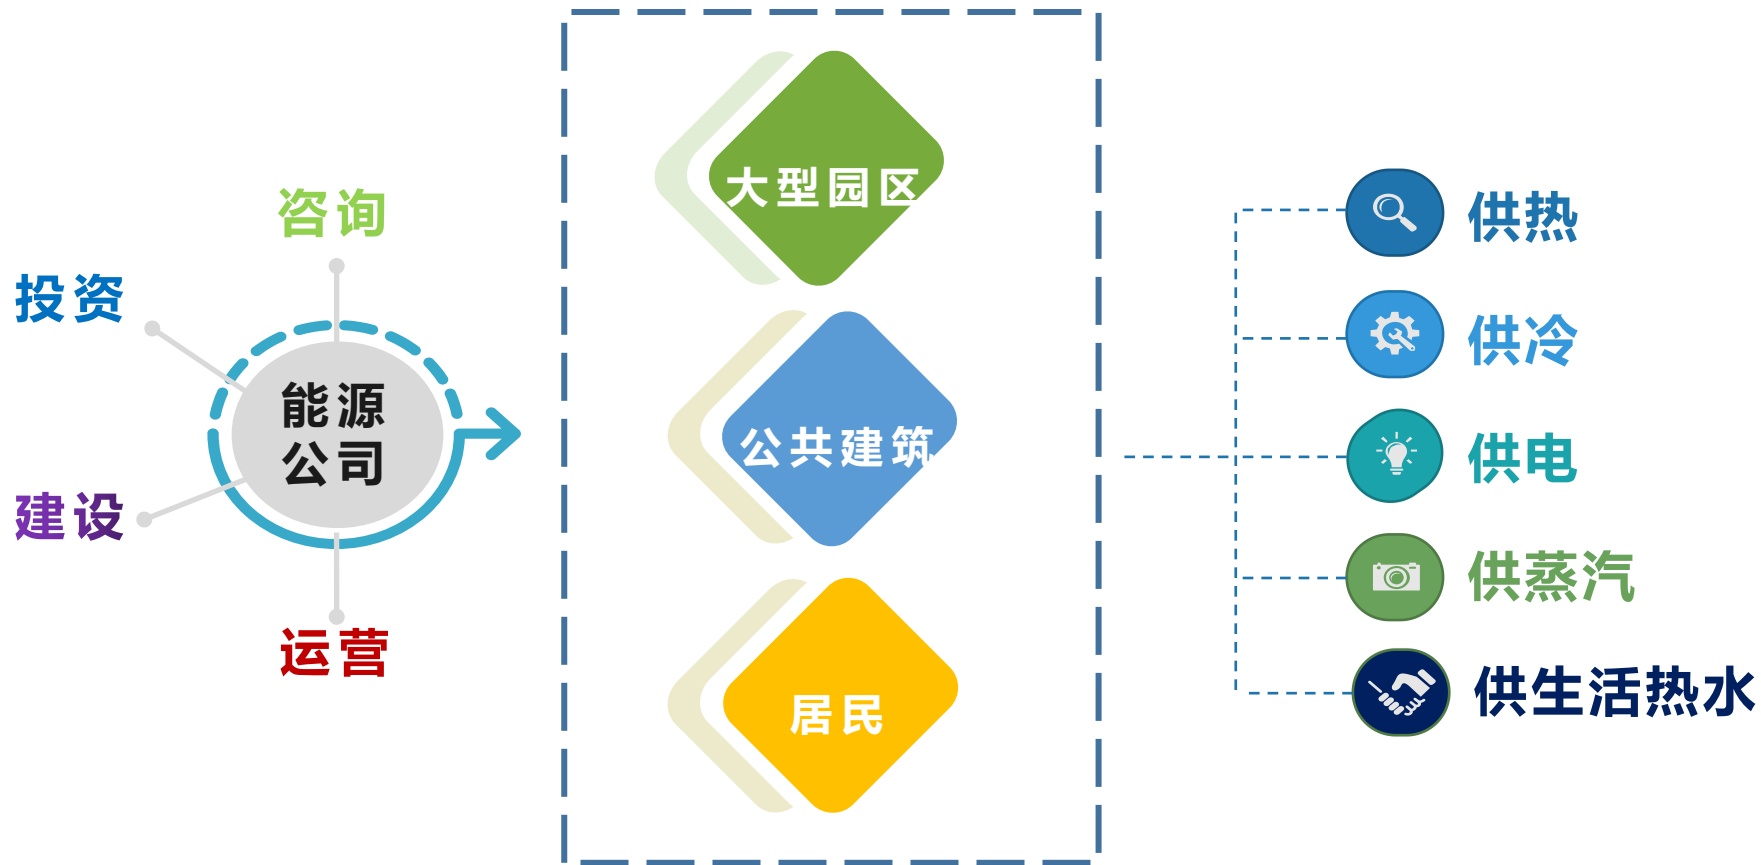 咨询
投资
能源
公司
建设
运营
大型园区
公共建筑
居民
供热
供冷
供电
供蒸汽
供生活热水